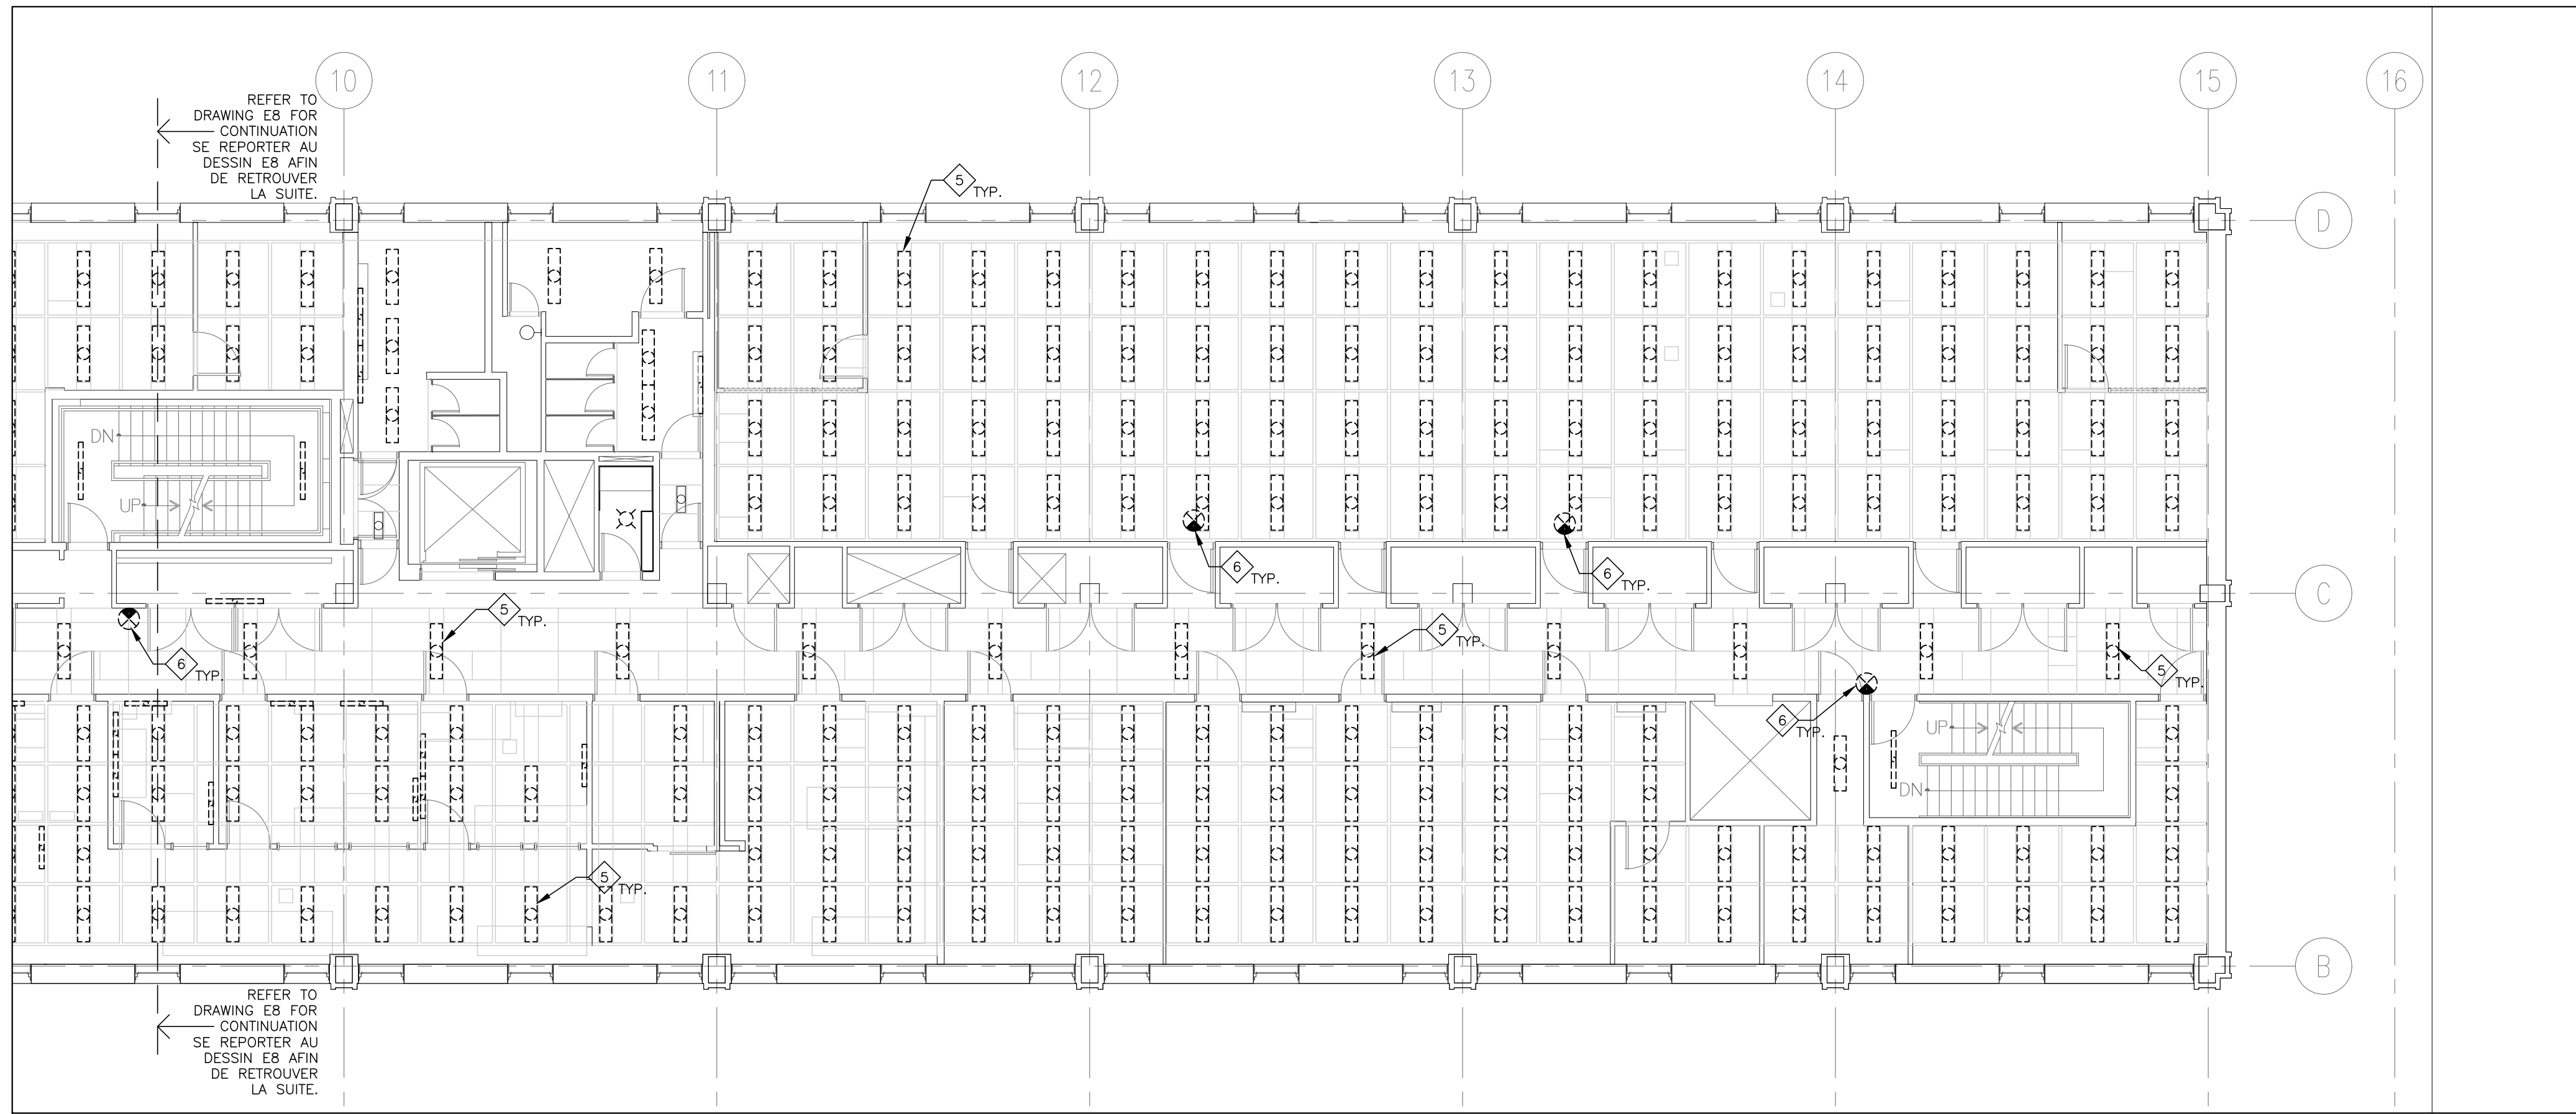 10
11
12
13
14
15
16
REFER TO
DRAWING E8 FOR
CONTINUATION
SE REPORTER AU
DESSIN E8 AFIN
DE RETROUVER
LA SUITE.
5
TYP.
D
DN
UP
6
TYP.
6
TYP.
C
5
TYP.
5
TYP.
6
TYP.
5
TYP.
6
TYP.
UP
DN
5
TYP.
B
REFER TO
DRAWING E8 FOR
CONTINUATION
SE REPORTER AU
DESSIN E8 AFIN
DE RETROUVER
LA SUITE.